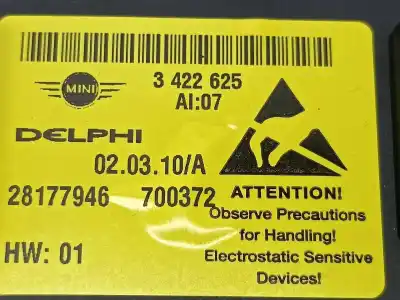 MINI
3 422 625
AI:07
DELPHI
02.03.10/A
28177946 700372
HW: 01
ATTENTION!
Observe Precautions
for Handling!
Electrostatic Sensitive
Devices!